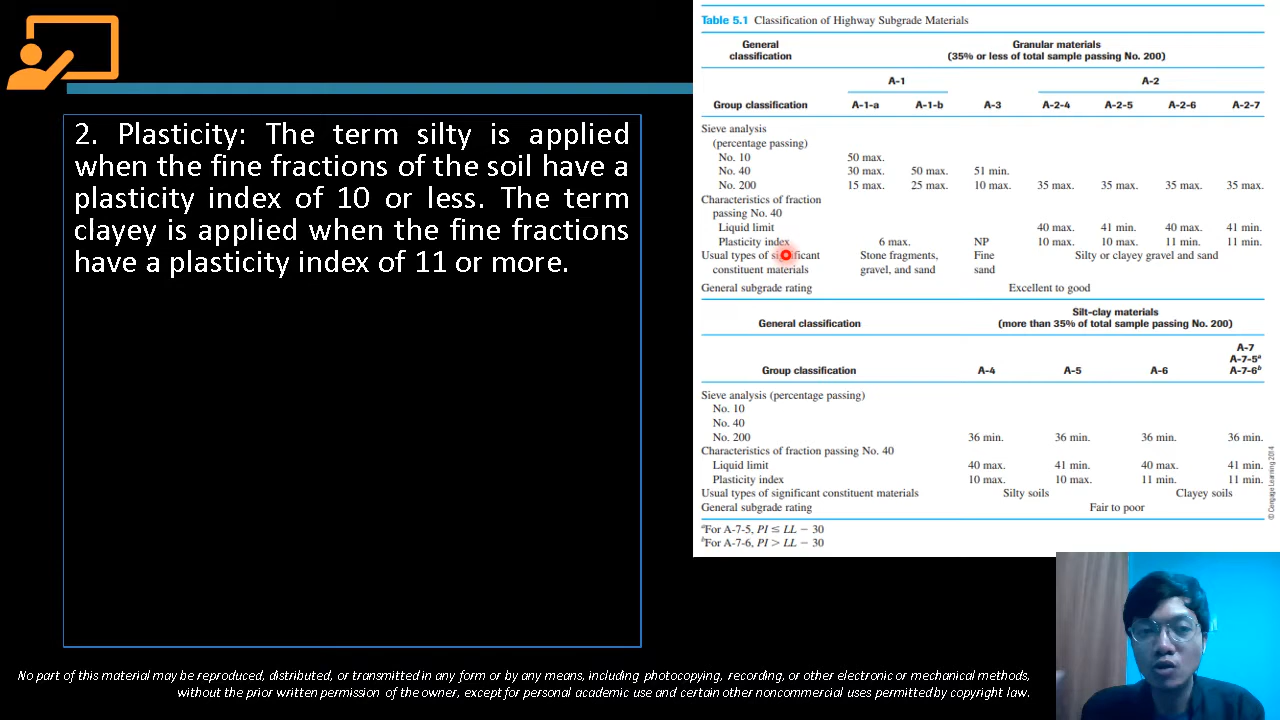 2. Plasticity: The term silty is applied
when the fine fractions of the soil have a
plasticity index of 10 or less. The term
clayey is applied when the fine fractions
have a plasticity index of 11 or more.
Table 5.1 Classification of Highway Subgrade Materials
General classification
Granular materials
(35% or less of total sample passing No. 200)
A-1 A-2
Group classification A-1-a A-1-b A-3 A-2-4 A-2-5 A-2-6 A-2-7
Sieve analysis
(percentage passing)
No. 10 50 max.
No. 40 30 max. 50 max. 51 min.
No. 200 15 max. 25 max. 10 max. 35 max. 35 max. 35 max. 35 max.
Characteristics of fraction
passing No. 40
Liquid limit 40 max. 41 min. 40 max. 41 min.
Plasticity index 6 max. NP 10 max. 10 max. 11 min. 11 min.
Usual types of significant Stone fragments, Fine Silty or clayey gravel and sand
constituent materials gravel, and sand sand
General subgrade rating Excellent to good
Silt-clay materials
General classification (more than 35% of total sample passing No. 200)
A-7
A-7-5ᵃ
Group classification A-4 A-5 A-6 A-7-6ᵇ
Sieve analysis (percentage passing)
No. 10
No. 40
No. 200 36 min. 36 min. 36 min. 36 min.
Characteristics of fraction passing No. 40
Liquid limit 40 max. 41 min. 40 max. 41 min.
Plasticity index 10 max. 10 max. 11 min. 11 min.
Usual types of significant constituent materials Silty soils Clayey soils
General subgrade rating Fair to poor
ᵃFor A-7-5, PI ≤ LL − 30
ᵇFor A-7-6, PI > LL − 30
© Cengage Learning 2014
No part of this material may be reproduced, distributed, or transmitted in any form or by any means, including photocopying, recording, or other electronic or mechanical methods,
without the prior written permission of the owner, except for personal academic use and certain other noncommercial uses permitted by copyright law.